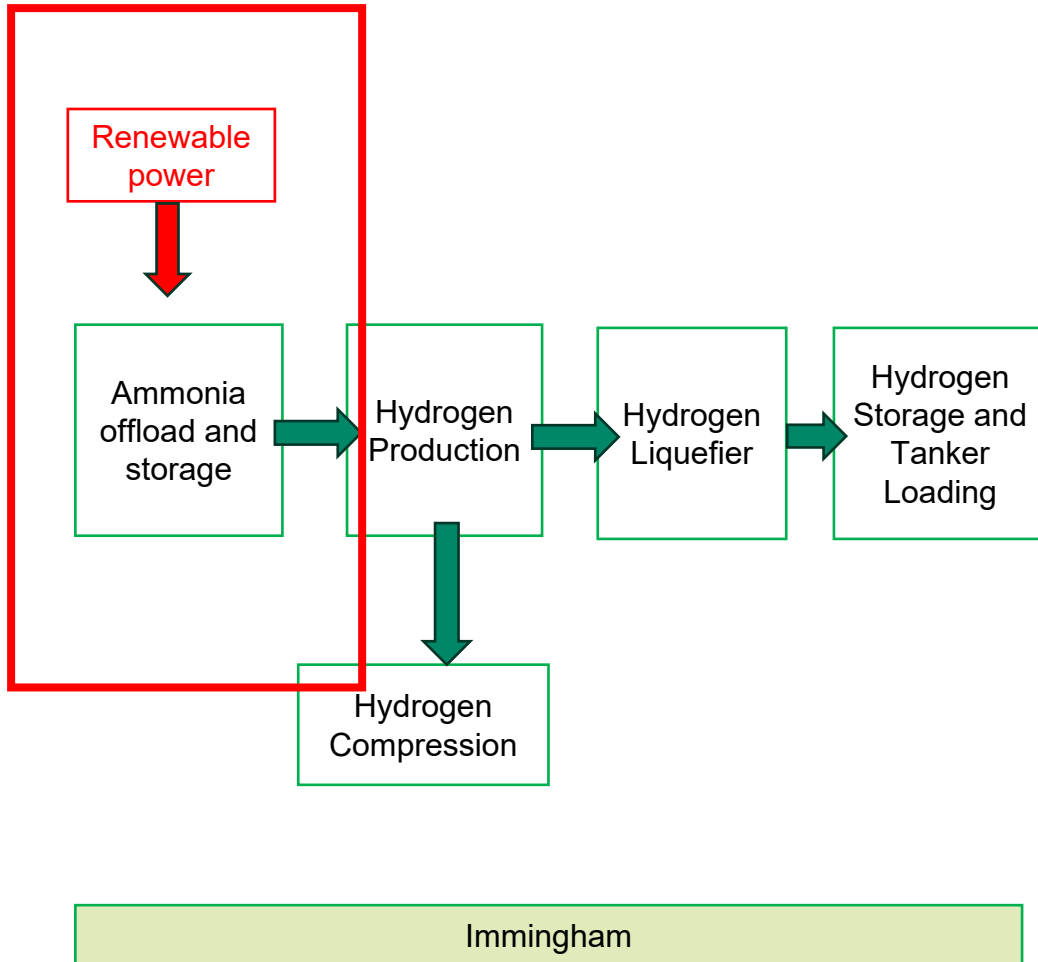 Renewable
power
Ammonia
offload and
storage
Hydrogen
Production
Hydrogen
Liquefier
Hydrogen
Storage and
Tanker
Loading
Hydrogen
Compression
Immingham